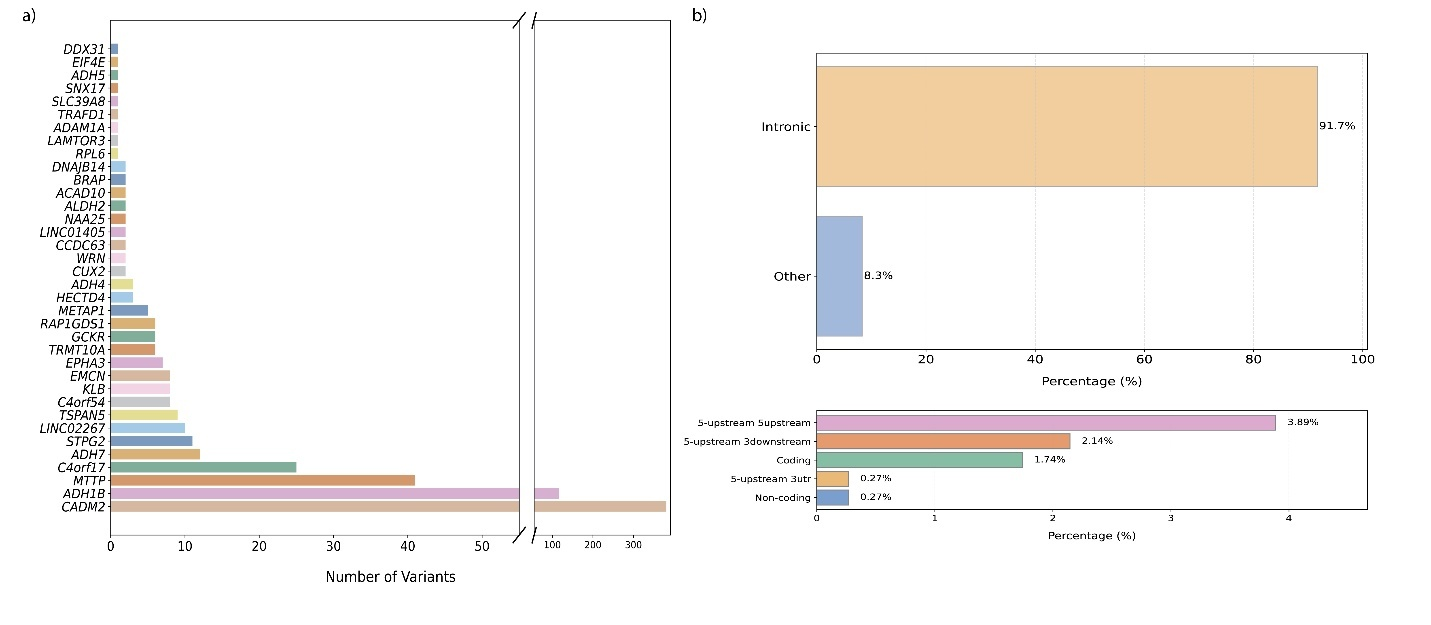 a)
DDX31
EIF4E
ADH5
SNX17
SLC39A8
TRAFD1
ADAM1A
LAMTOR3
RPL6
DNAJB14
BRAP
ACAD10
ALDH2
NAA25
LINC01405
CCDC63
WRN
CUX2
ADH4
HECTD4
METAP1
RAP1GDS1
GCKR
TRMT10A
EPHA3
EMCN
KLB
C4orf54
TSPAN5
LINC02267
STPG2
ADH7
C4orf17
MTTP
ADH1B
CADM2
0 10 20 30 40 50 100 200 300
Number of Variants
b)
Intronic 91.7%
Other 8.3%
0 20 40 60 80 100
Percentage (%)
5-upstream 5upstream 3.89%
5-upstream 3downstream 2.14%
Coding 1.74%
5-upstream 3utr 0.27%
Non-coding 0.27%
0 1 2 3 4
Percentage (%)